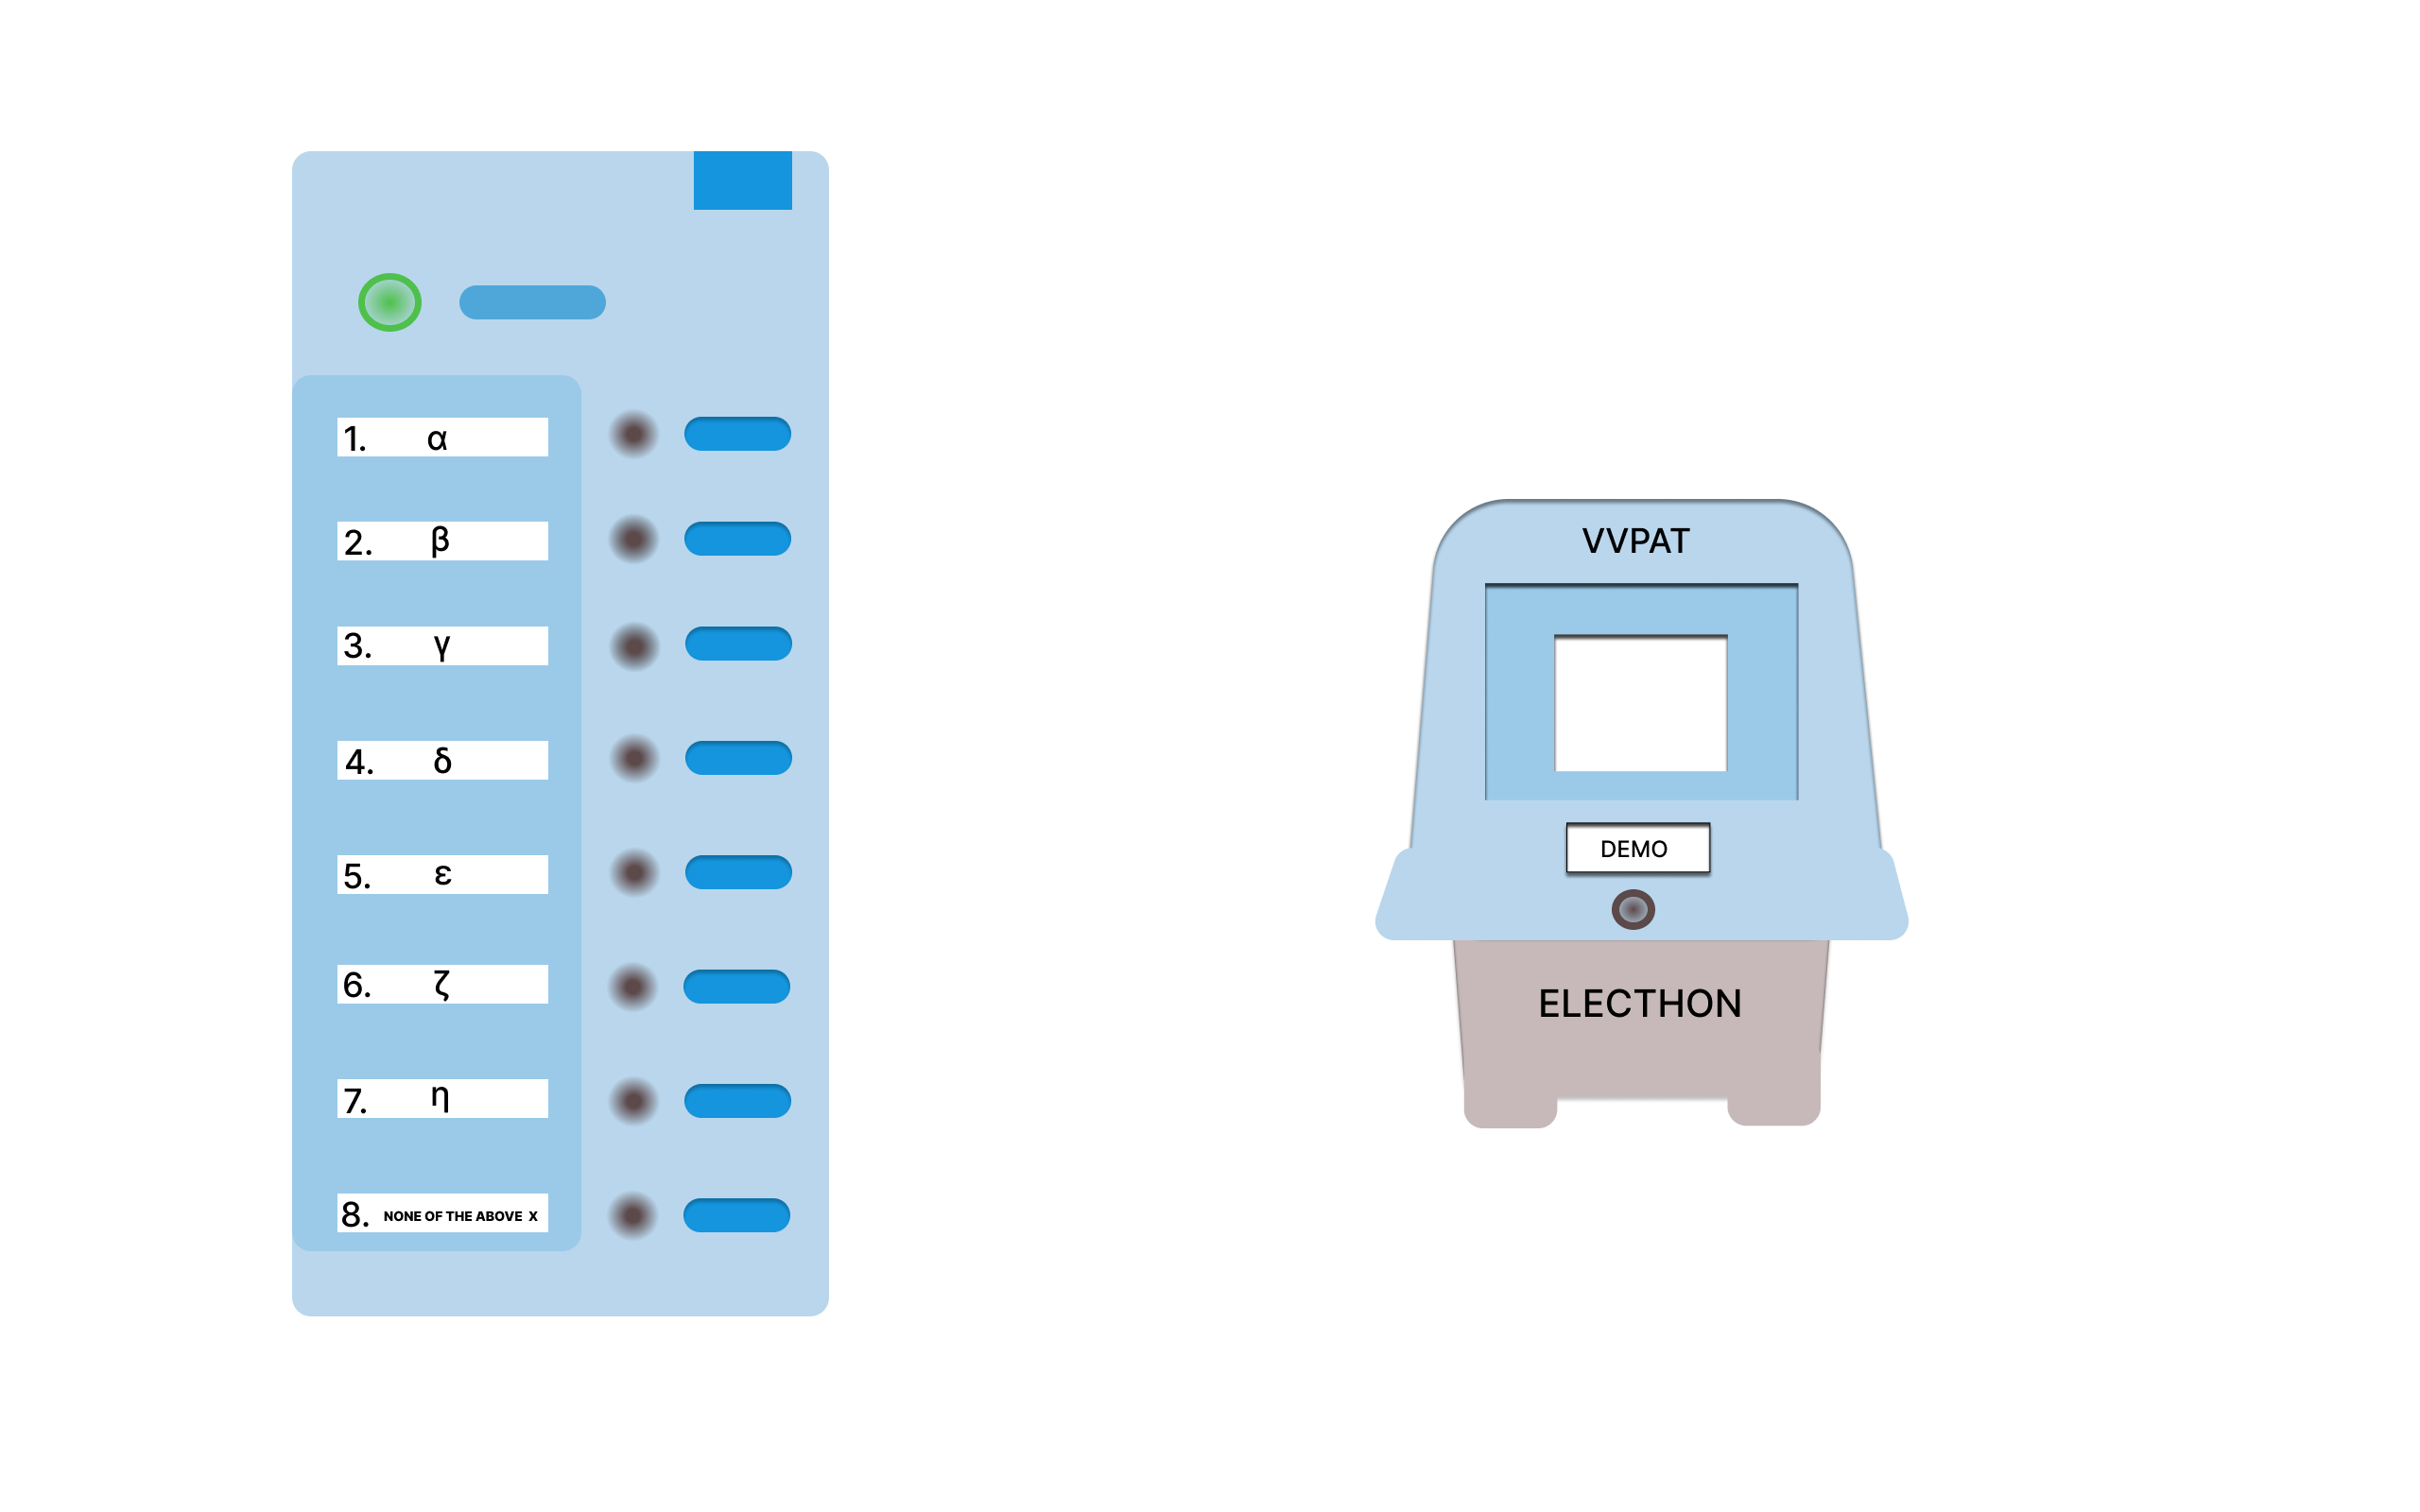 1. α
2. β
3. γ
4. δ
5. ε
6. ζ
7. η
8. NONE OF THE ABOVE X
VVPAT
DEMO
ELECTHON